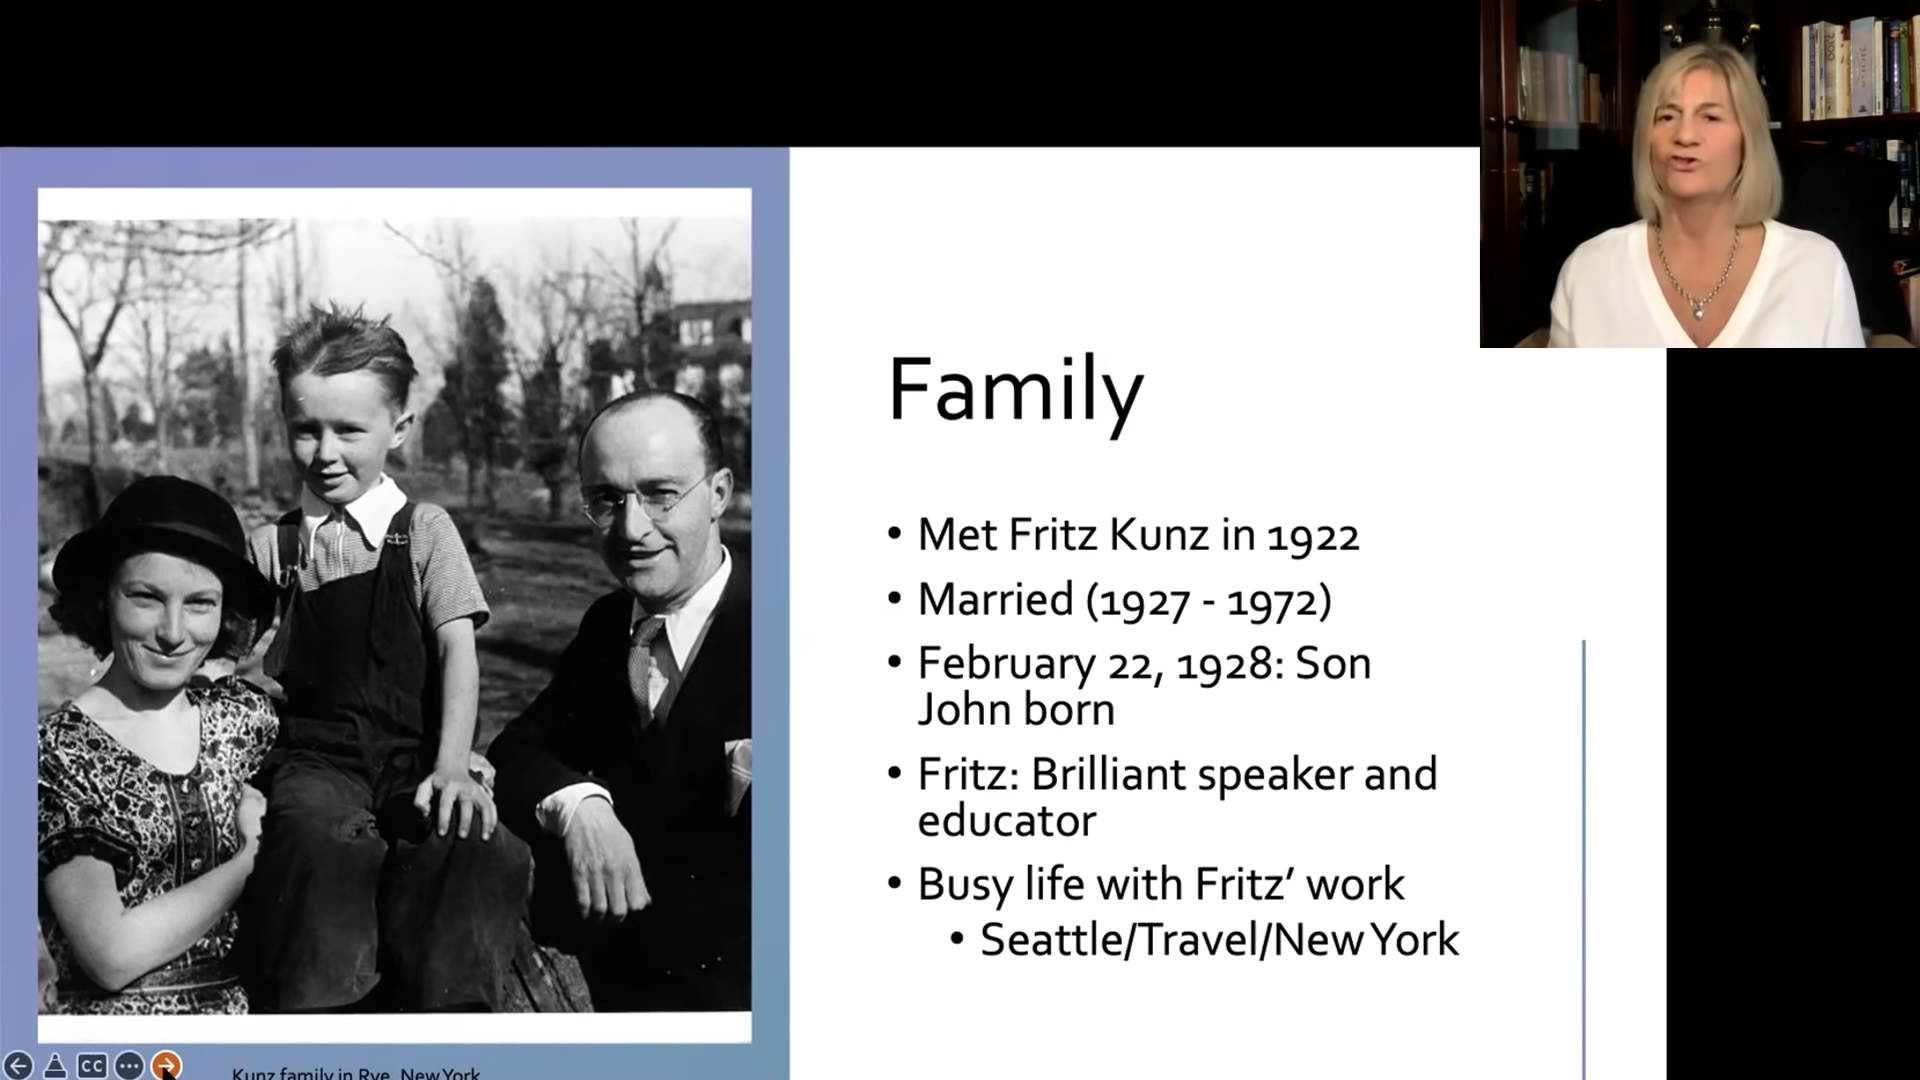 Family
• Met Fritz Kunz in 1922
• Married (1927 - 1972)
• February 22, 1928: Son
John born
• Fritz: Brilliant speaker and
educator
• Busy life with Fritz’ work
• Seattle/Travel/New York
CC
Kunz family in Rye, New York